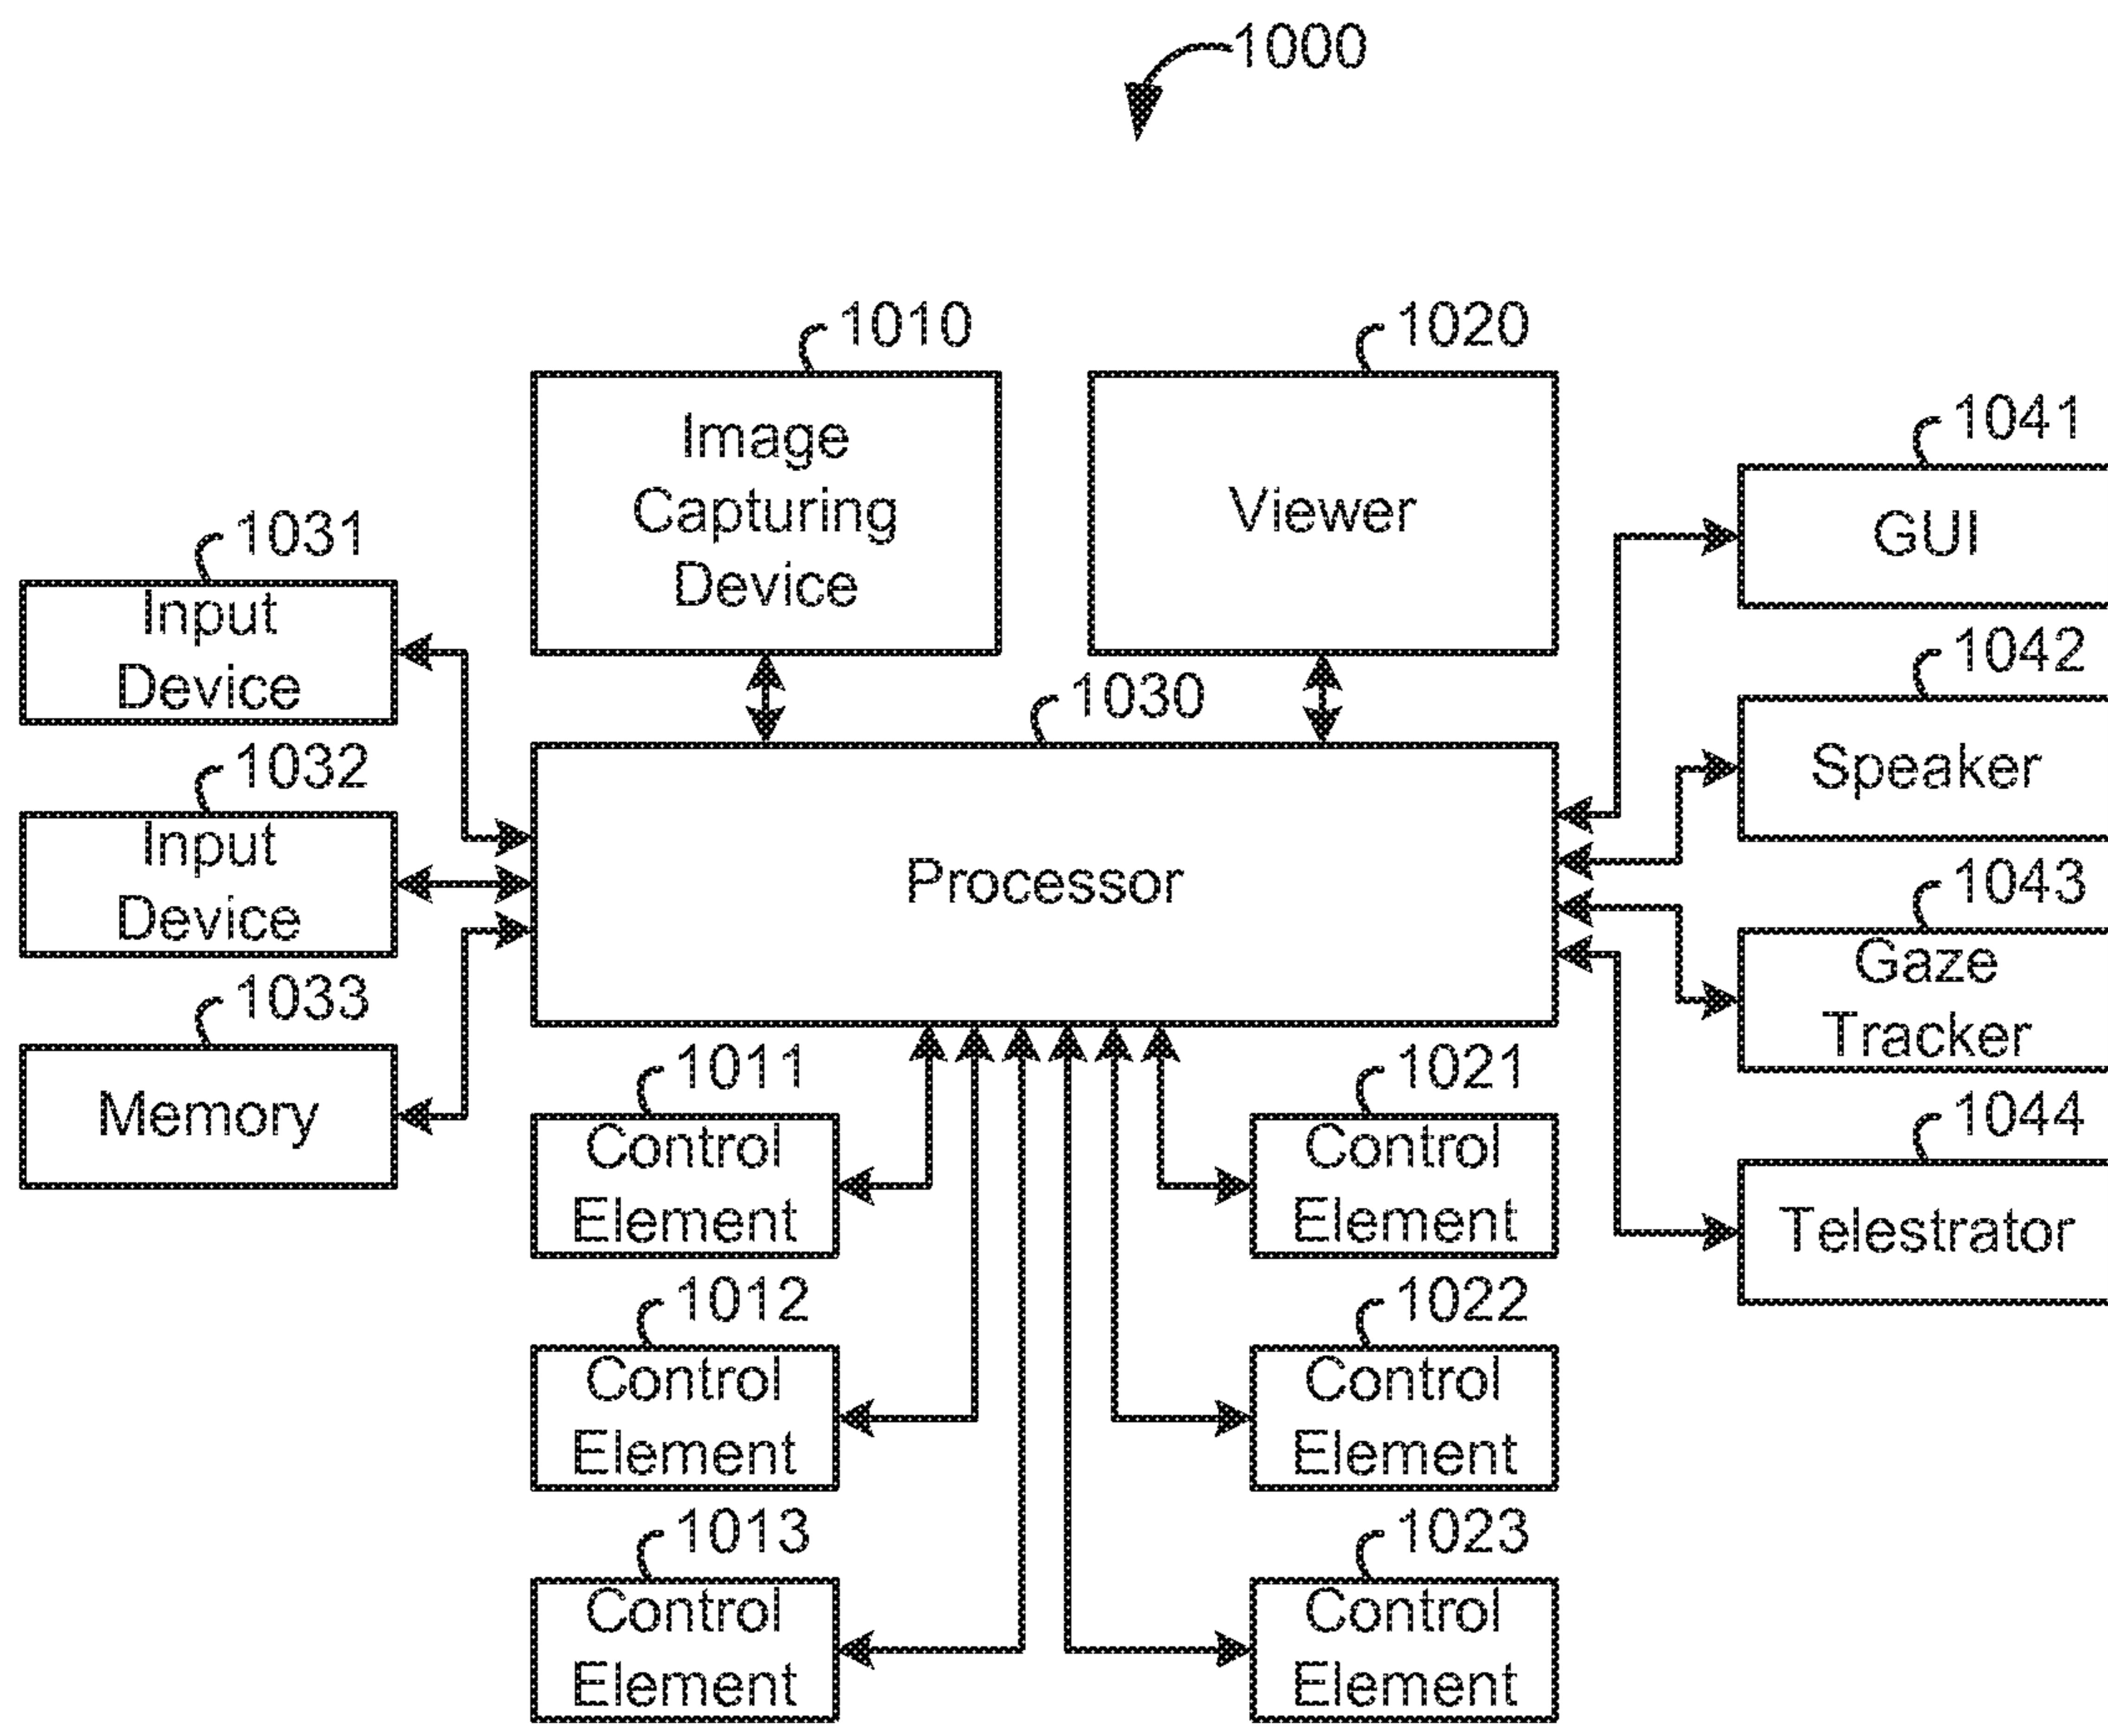 1000
1010
Image
Capturing
Device
1020
Viewer
1030
Processor
1031
Input
Device
1032
Input
Device
1033
Memory
1041
GUI
1042
Speaker
1043
Gaze
Tracker
1044
Telestrator
1011
Control
Element
1012
Control
Element
1013
Control
Element
1021
Control
Element
1022
Control
Element
1023
Control
Element